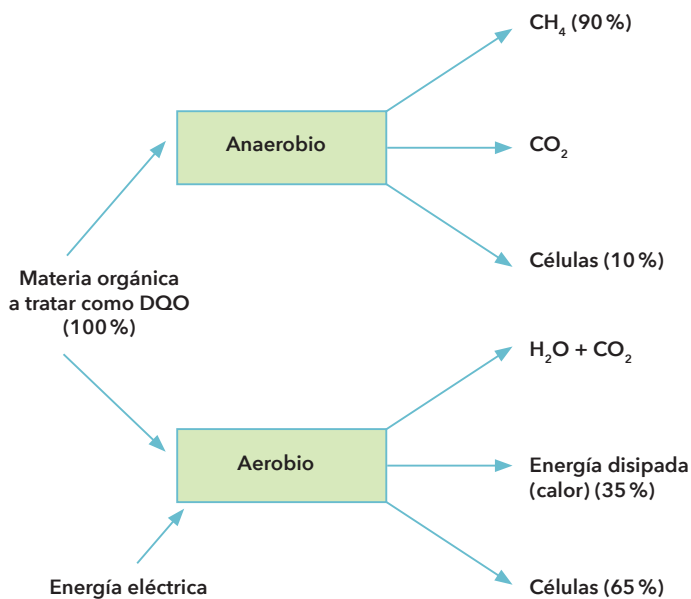 CH₄ (90 %)
Anaerobio
CO₂
Células (10 %)
Materia orgánica
a tratar como DQO
(100 %)
H₂O + CO₂
Aerobio
Energía disipada
(calor) (35 %)
Energía eléctrica
Células (65 %)